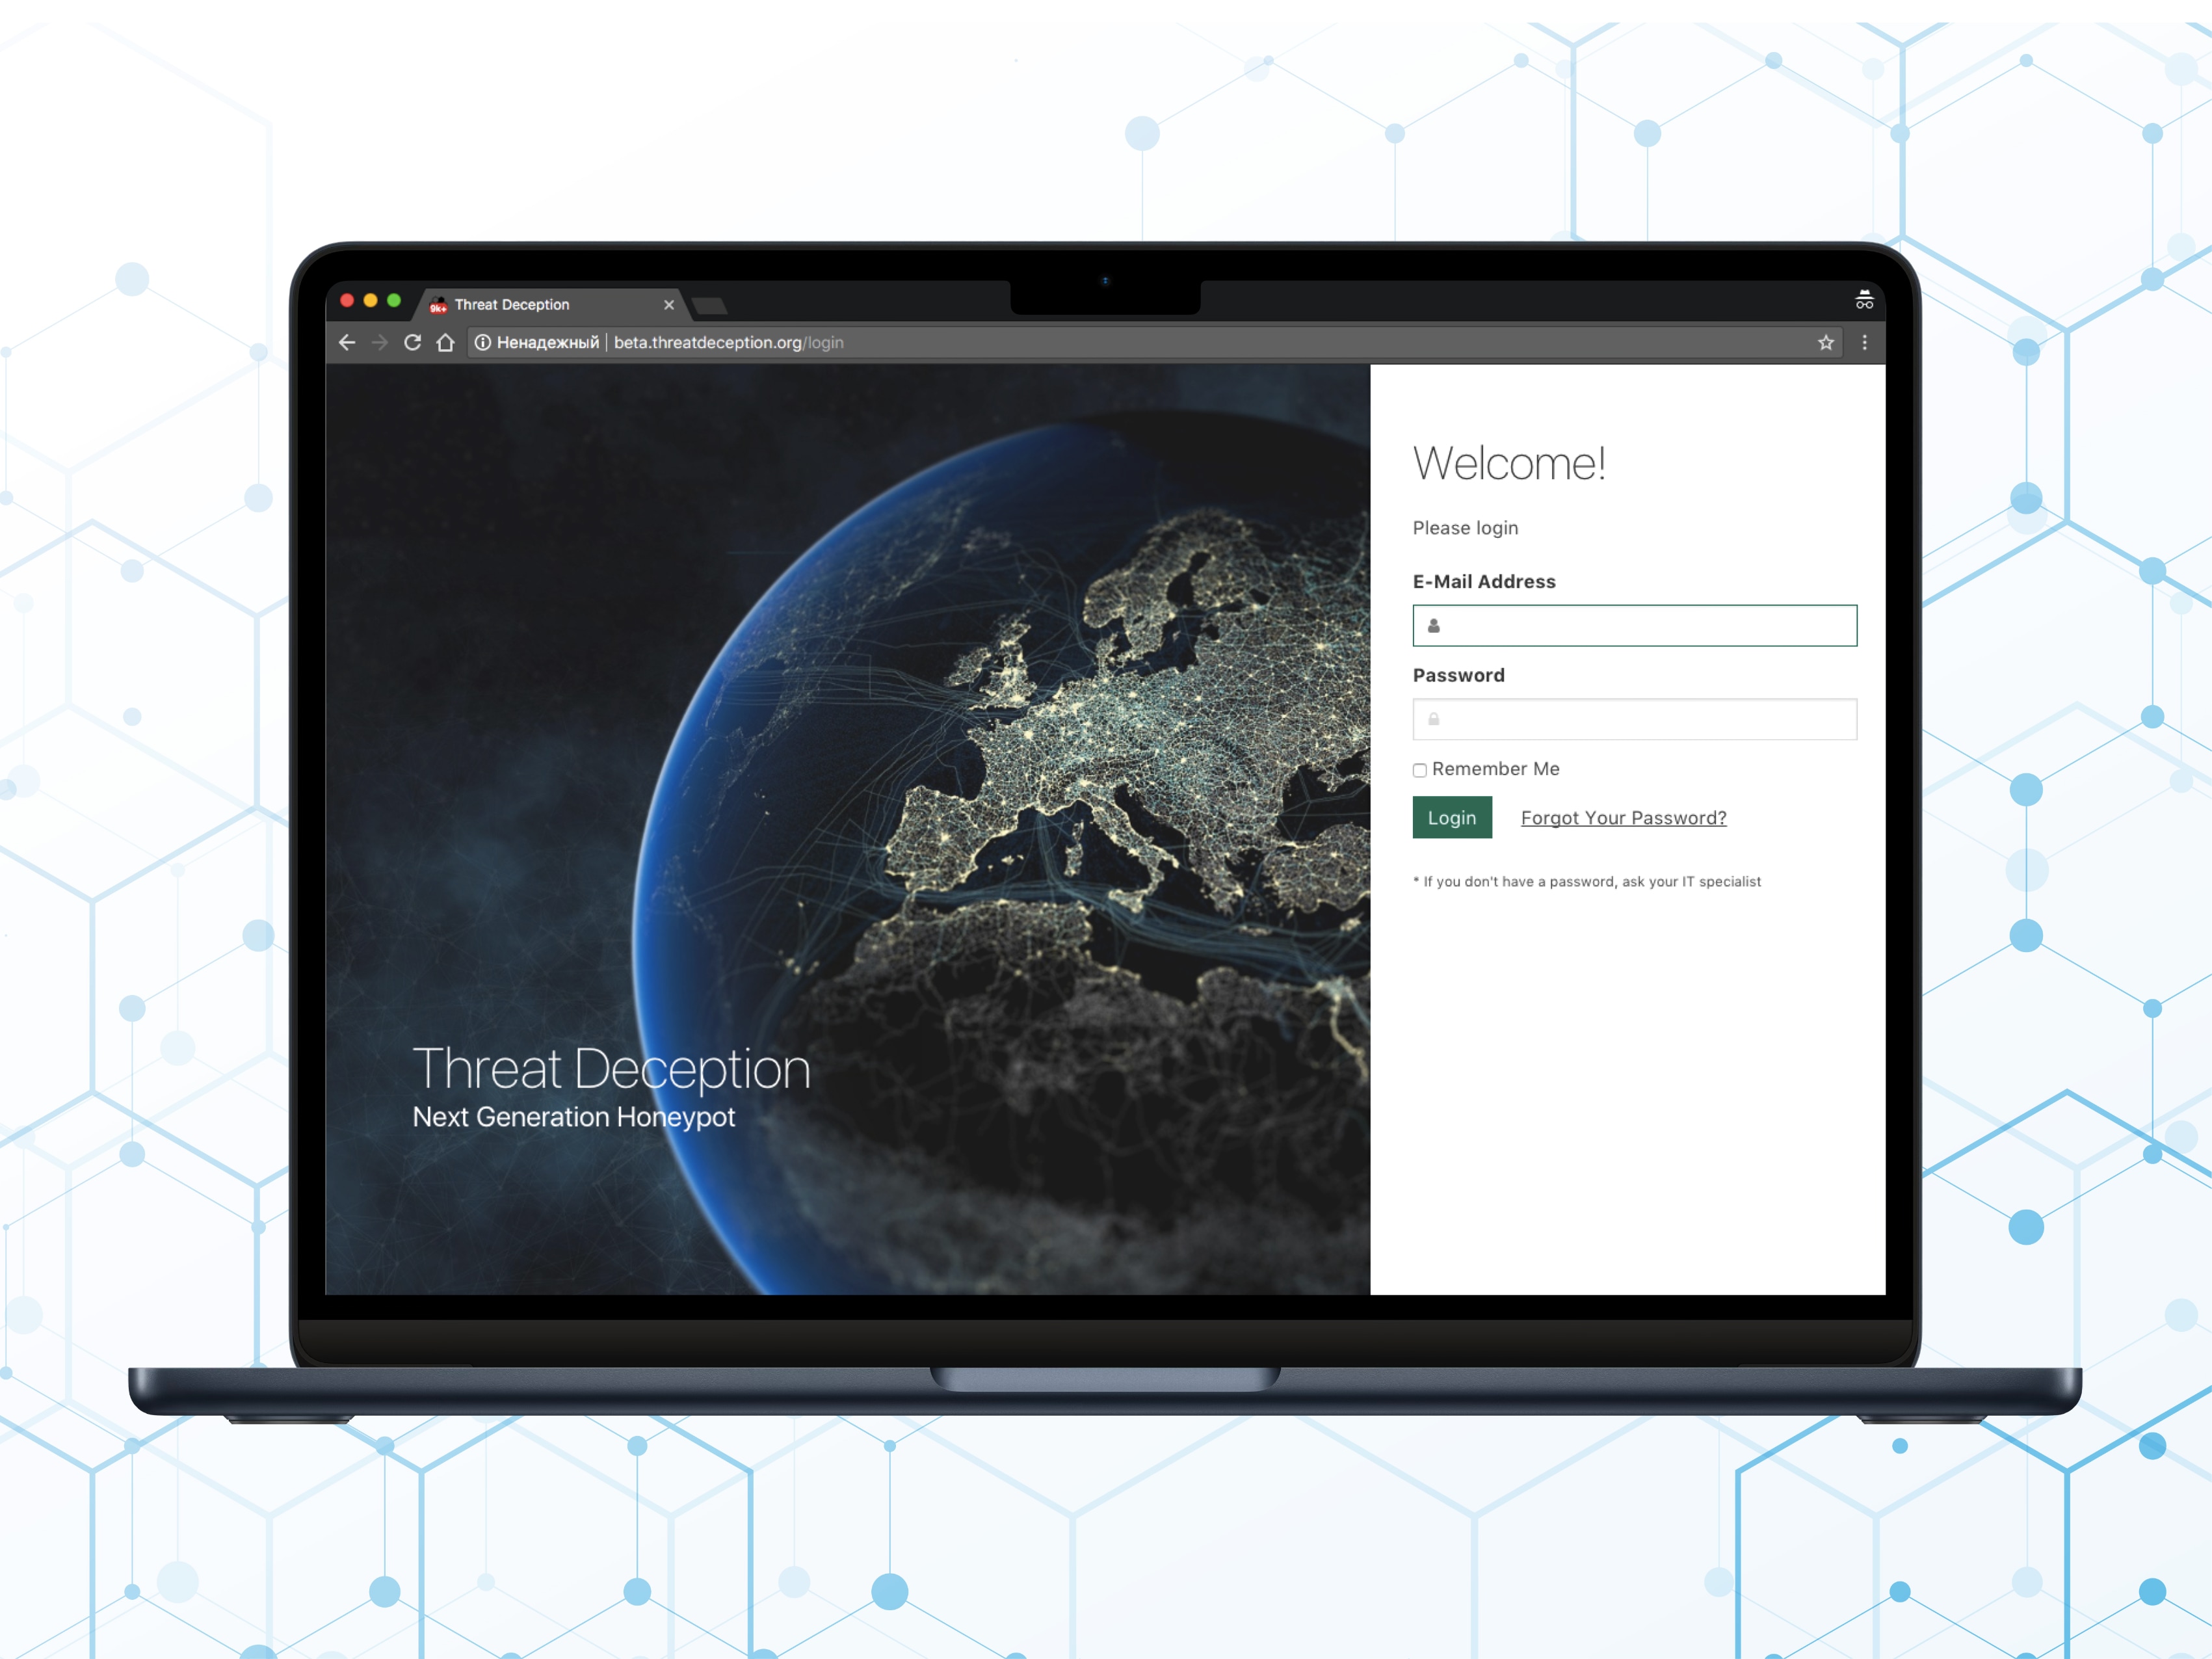 9k+ Threat Deception
Ненадежный | beta.threatdeception.org/login
Welcome!
Please login
E-Mail Address
Password
Remember Me
Login Forgot Your Password?
* If you don't have a password, ask your IT specialist
Threat Deception
Next Generation Honeypot